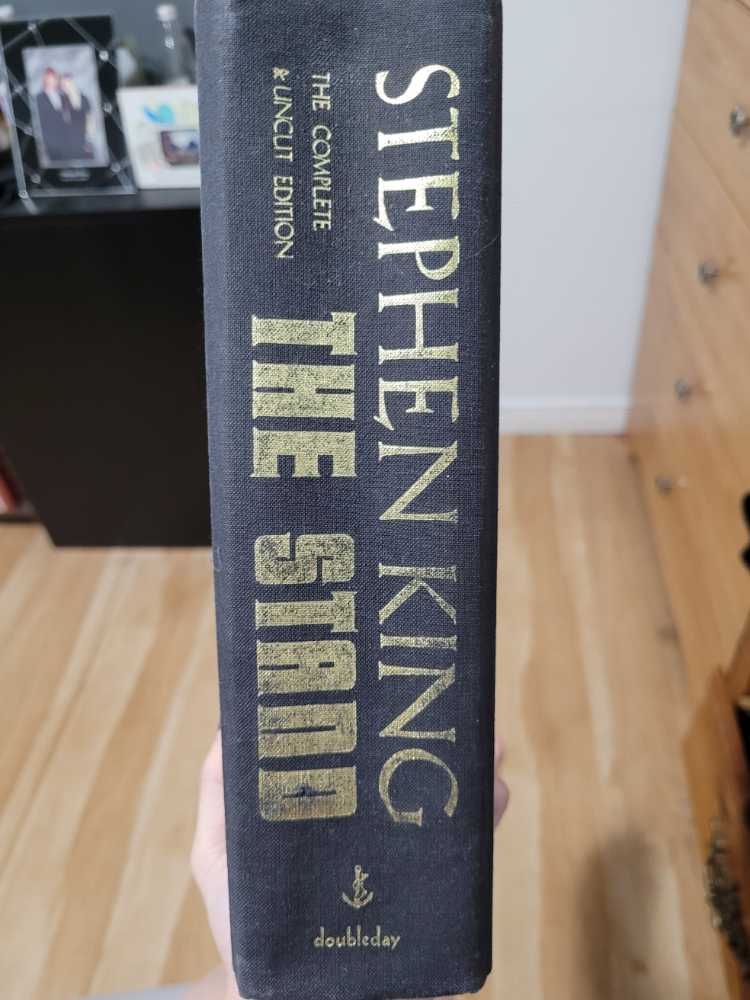 STEPHEN KING
THE COMPLETE
& UNCUT EDITION
THE STAND
doubleday